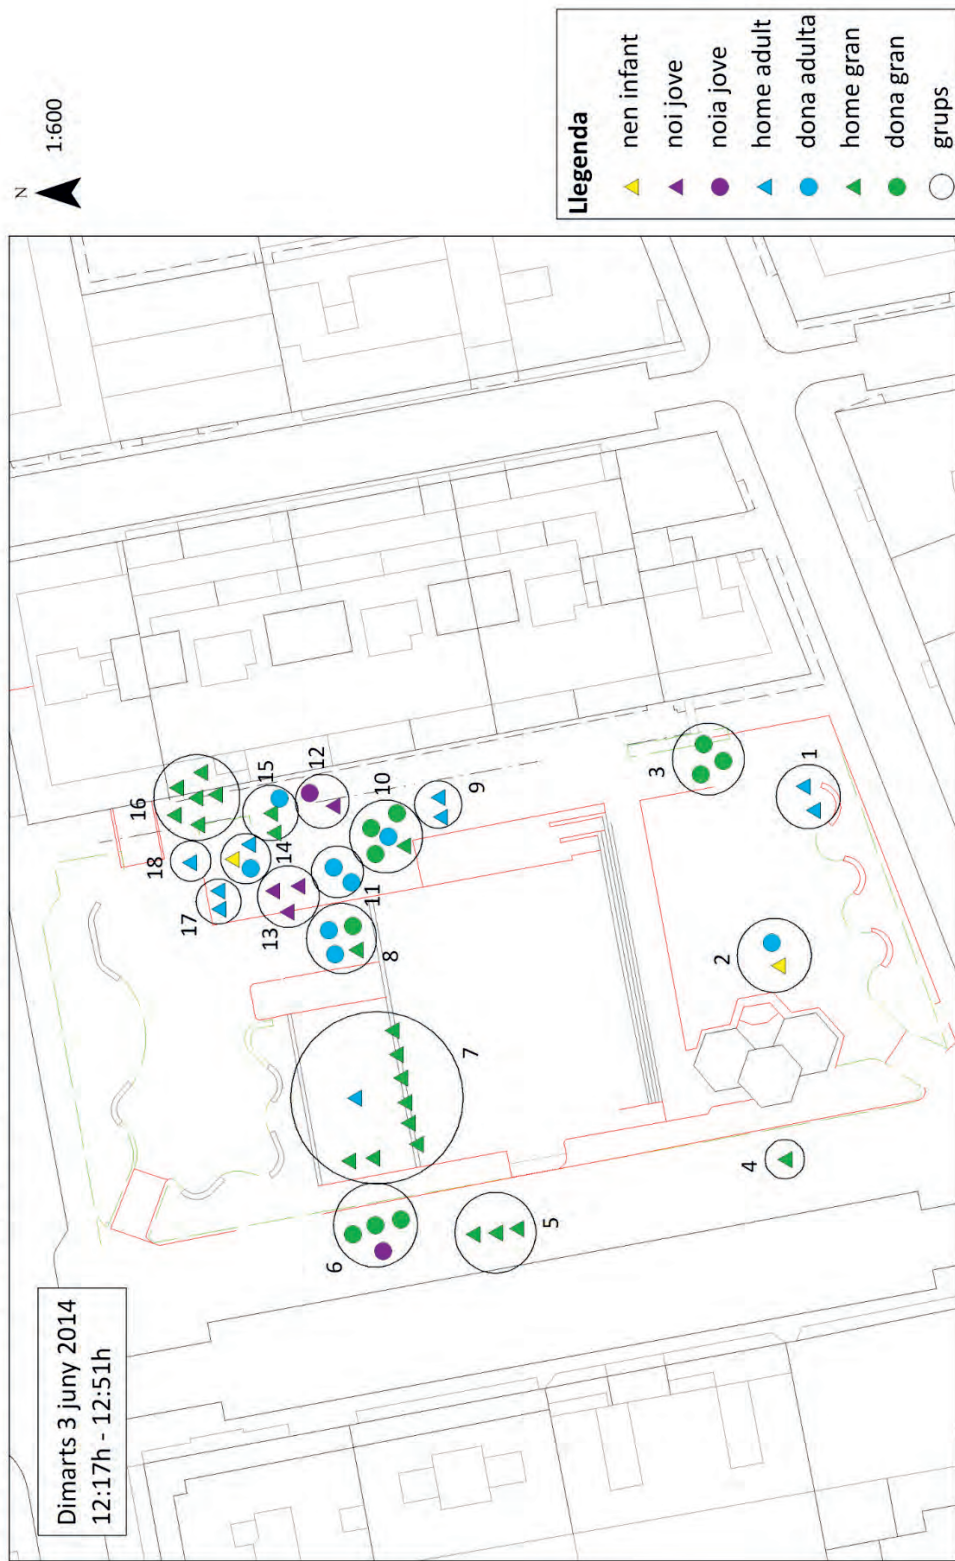 Dimarts 3 juny 2014
12:17h - 12:51h
N
1:600
16
18
15
12
17
14
10
9
13
11
8
7
6
5
3
1
2
4
Llegenda
nen infant
noi jove
noia jove
home adult
dona adulta
home gran
dona gran
grups